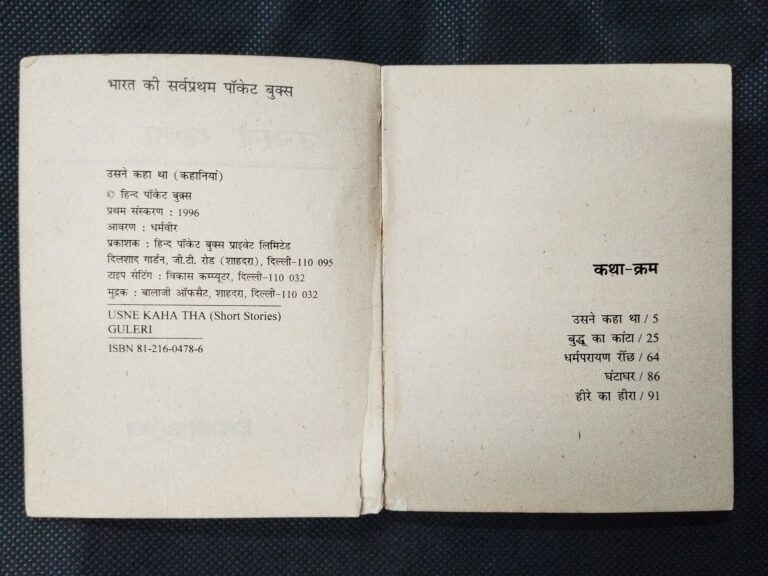 भारत की सर्वप्रथम पॉकेट बुक्स
उसने कहा था (कहानियां)
© हिन्द पॉकेट बुक्स
प्रथम संस्करण : 1996
आवरण : धर्मवीर
प्रकाशक : हिन्द पॉकेट बुक्स प्राइवेट लिमिटेड
दिलशाद गार्डन, जी.टी. रोड (शाहदरा), दिल्ली-110 095
टाइप सेटिंग : विकास कम्प्यूटर, दिल्ली-110 032
मुद्रक : बालाजी ऑफसैट, शाहदरा, दिल्ली-110 032
USNE KAHA THA (Short Stories)
GULERI
ISBN 81-216-0478-6
कथा-क्रम
उसने कहा था / 5
बुद्धू का कांटा / 25
धर्मपरायण रींछ / 64
घंटाघर / 86
हीरे का हीरा / 91